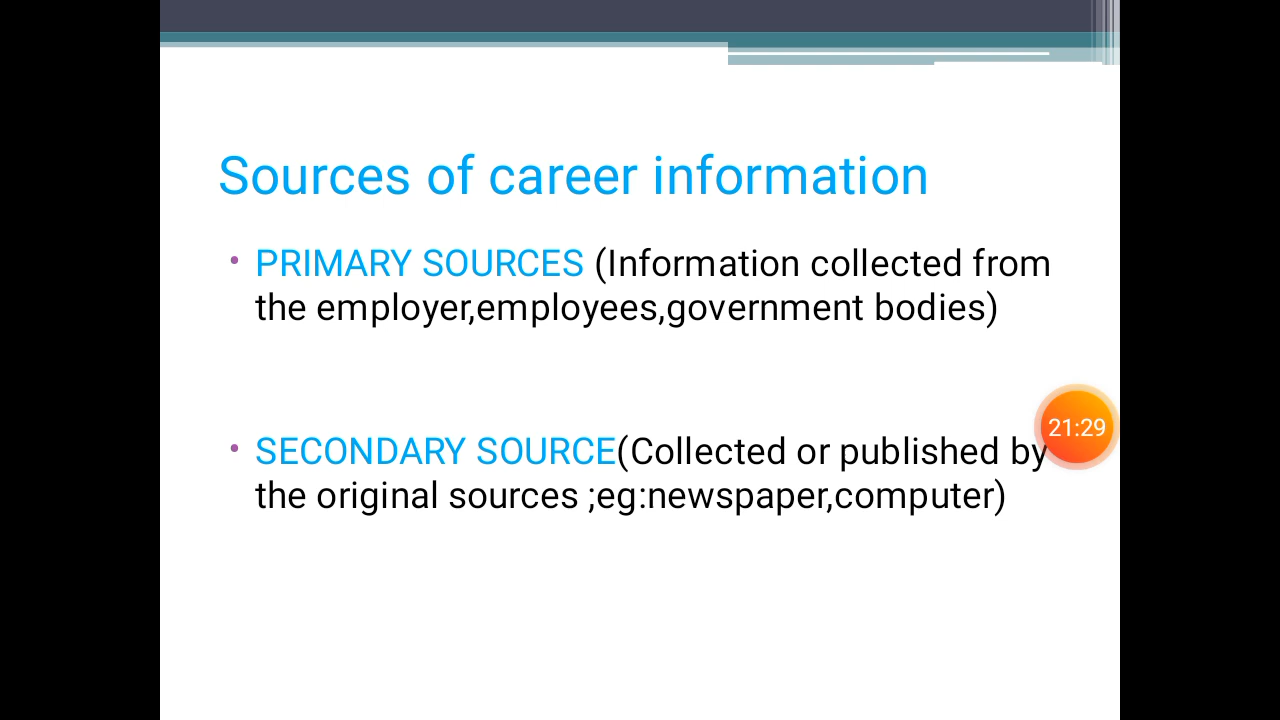 Sources of career information
• PRIMARY SOURCES (Information collected from
the employer,employees,government bodies)
21:29
• SECONDARY SOURCE(Collected or published by
the original sources ;eg:newspaper,computer)